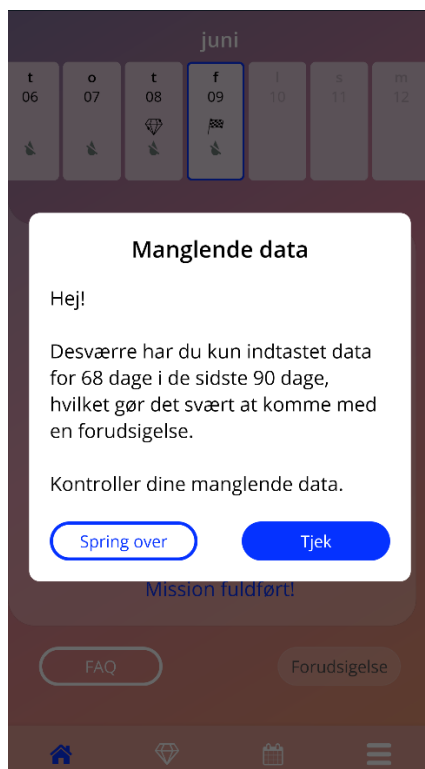 juni
t o t f l s m
06 07 08 09 10 11 12
Manglende data
Hej!
Desværre har du kun indtastet data
for 68 dage i de sidste 90 dage,
hvilket gør det svært at komme med
en forudsigelse.
Kontroller dine manglende data.
Spring over Tjek
Mission fuldført!
FAQ Forudsigelse